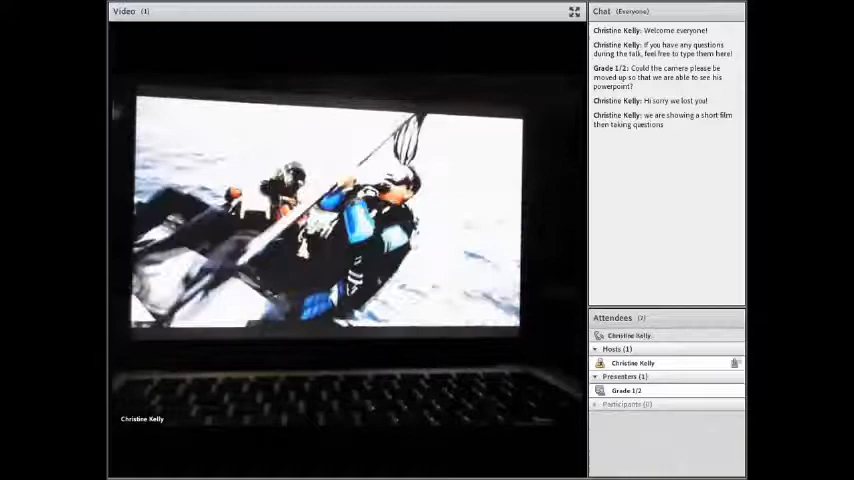 Video (1)
Chat (Everyone)
Christine Kelly: Welcome everyone!
Christine Kelly: If you have any questions
during the talk, feel free to type them here!
Grade 1/2: Could the camera please be
moved up so that we are able to see his
powerpoint?
Christine Kelly: Hi sorry we lost you!
Christine Kelly: we are showing a short film
then taking questions
Attendees (2)
Christine Kelly
Hosts (1)
Christine Kelly
Presenters (1)
Grade 1/2
Participants (0)
Christine Kelly